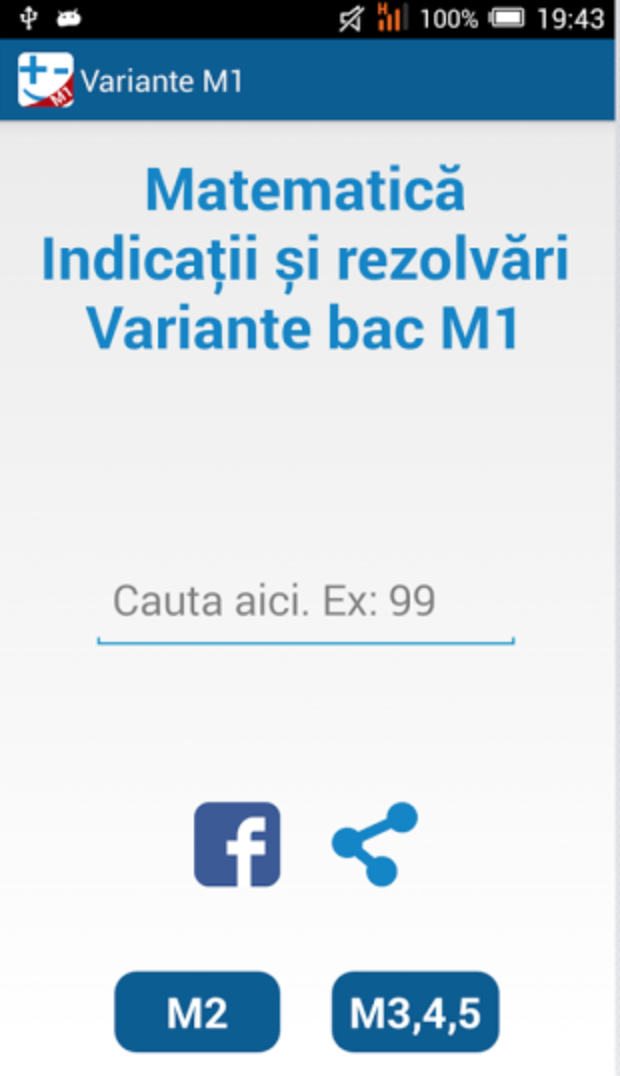 100% 19:43
M1 Variante M1
Matematică
Indicații și rezolvări
Variante bac M1
Cauta aici. Ex: 99
M2 M3,4,5